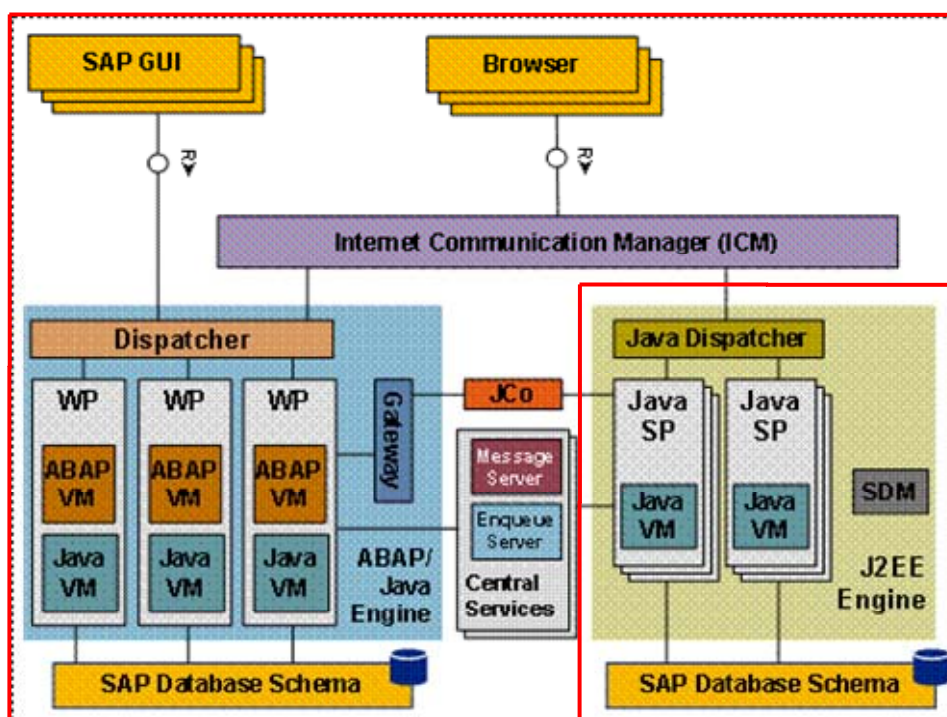 SAP GUI
Browser
R
R
Internet Communication Manager (ICM)
Dispatcher
Java Dispatcher
WP
WP
WP
Gateway
JCo
Java
SP
Java
SP
ABAP
VM
ABAP
VM
ABAP
VM
Message
Server
Enqueue
Server
Java
VM
Java
VM
SDM
Java
VM
Java
VM
Java
VM
ABAP/
Java
Engine
Central
Services
J2EE
Engine
SAP Database Schema
SAP Database Schema